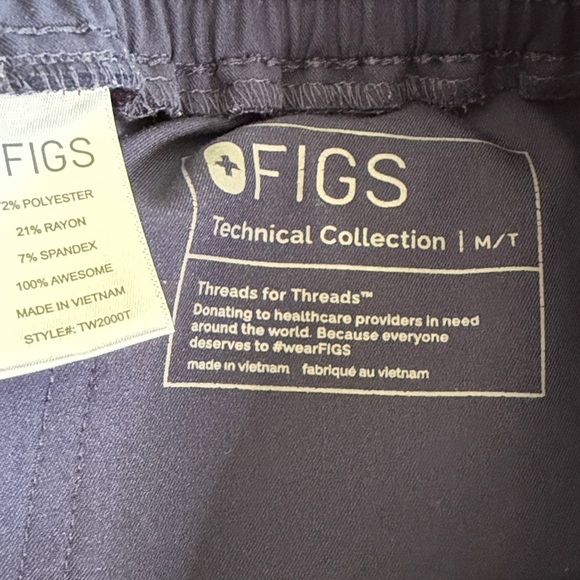 FIGS
2% POLYESTER
21% RAYON
7% SPANDEX
100% AWESOME
MADE IN VIETNAM
STYLE#: TW2000T
FIGS
Technical Collection | M/T
Threads for Threads™
Donating to healthcare providers in need
around the world. Because everyone
deserves to #wearFIGS
made in vietnam fabriqué au vietnam